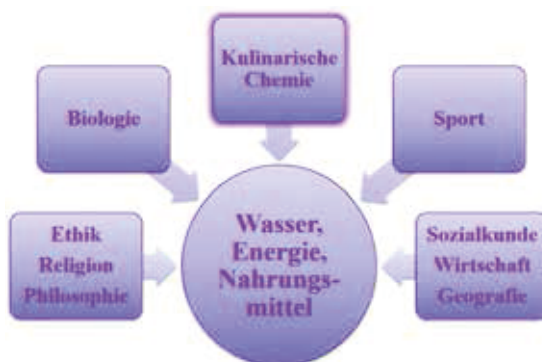 Kulinarische
Chemie
Biologie
Sport
Ethik
Religion
Philosophie
Wasser,
Energie,
Nahrungs-
mittel
Sozialkunde
Wirtschaft
Geografie